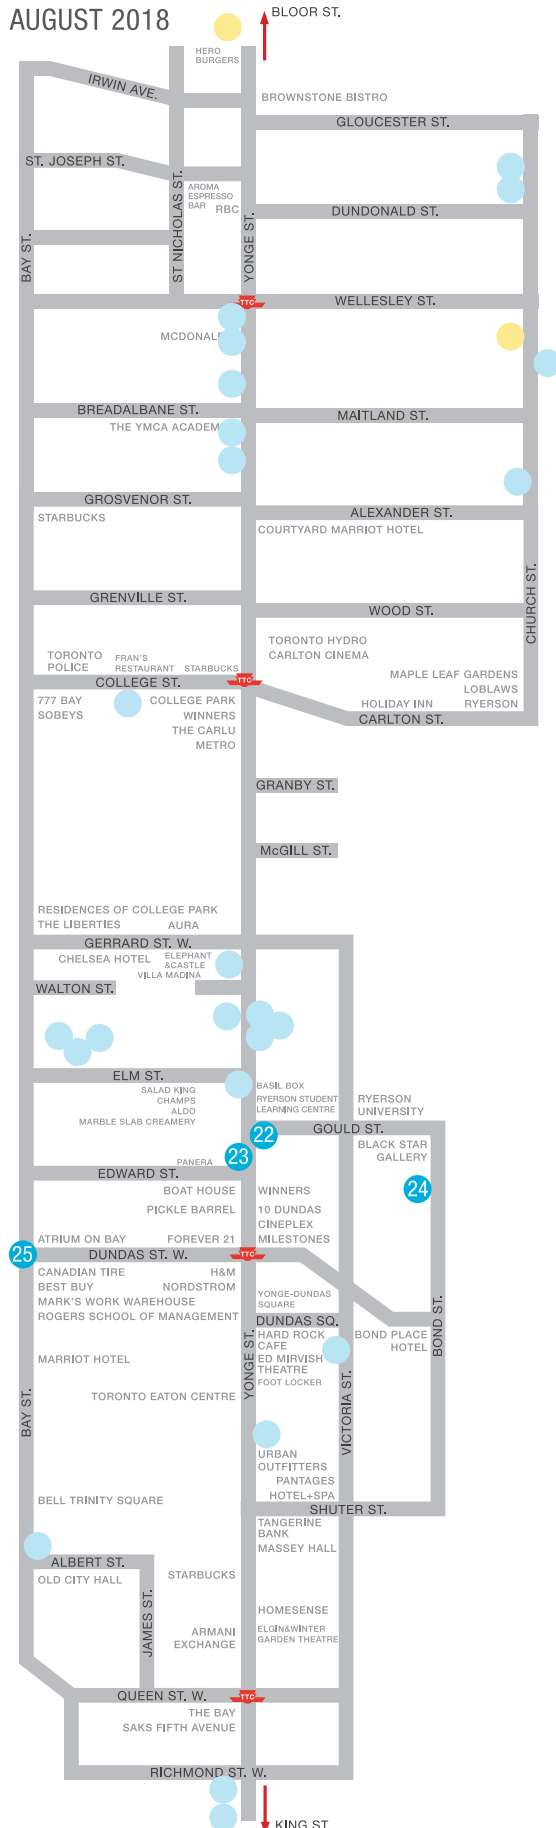 AUGUST 2018
BLOOR ST.
HERO
BURGERS
IRWIN AVE.
BROWNSTONE BISTRO
GLOUCESTER ST.
ST. JOSEPH ST.
ST NICHOLAS ST.
AROMA
ESPRESSO
BAR
RBC
DUNDONALD ST.
BAY ST.
YONGE ST.
TTC
WELLESLEY ST.
BREADALBANE ST.
MAITLAND ST.
THE YMCA
GROSVENOR ST.
STARBUCKS
ALEXANDER ST.
COURTYARD MARRIOT HOTEL
CHURCH ST.
GRENVILLE ST.
WOOD ST.
TORONTO HYDRO
CARLTON CINEMA
TORONTO
POLICE
FRAN'S
RESTAURANT
STARBUCKS
COLLEGE ST.
TTC
MAPLE LEAF GARDENS
LOBLAWS
RYERSON
HOLIDAY INN
CARLTON ST.
777 BAY
SOBEYS
COLLEGE PARK
WINNERS
THE CARLU
METRO
GRANBY ST.
McGILL ST.
RESIDENCES OF COLLEGE PARK
THE LIBERTIES
AURA
GERRARD ST. W.
CHELSEA HOTEL
ELEPHANT
&CASTLE
VILLA MADINA
WALTON ST.
ELM ST.
SALAD KING
CHAMPS
ALDO
MARBLE SLAB CREAMERY
BASIL BOX
RYERSON STUDENT
LEARNING CENTRE
RYERSON
UNIVERSITY
22
GOULD ST.
BLACK STAR
GALLERY
23
PANERA
EDWARD ST.
24
BOAT HOUSE
WINNERS
PICKLE BARREL
10 DUNDAS
CINEPLEX
MILESTONES
ATRIUM ON BAY
FOREVER 21
25
DUNDAS ST. W.
TTC
CANADIAN TIRE
BEST BUY
MARK'S WORK WAREHOUSE
ROGERS SCHOOL OF MANAGEMENT
H&M
NORDSTROM
YONGE-DUNDAS
SQUARE
DUNDAS SQ.
BOND ST.
BOND PLACE
HOTEL
HARD ROCK
CAFE
ED MIRVISH
THEATRE
FOOT LOCKER
MARRIOT HOTEL
YONGE ST.
VICTORIA ST.
BAY ST.
TORONTO EATON CENTRE
URBAN
OUTFITTERS
PANTAGES
HOTEL+SPA
BELL TRINITY SQUARE
SHUTER ST.
TANGERINE
BANK
MASSEY HALL
ALBERT ST.
OLD CITY HALL
STARBUCKS
JAMES ST.
HOMESENSE
ARMANI
EXCHANGE
ELGIN&WINTER
GARDEN THEATRE
QUEEN ST. W.
TTC
THE BAY
SAKS FIFTH AVENUE
RICHMOND ST. W.
KING ST